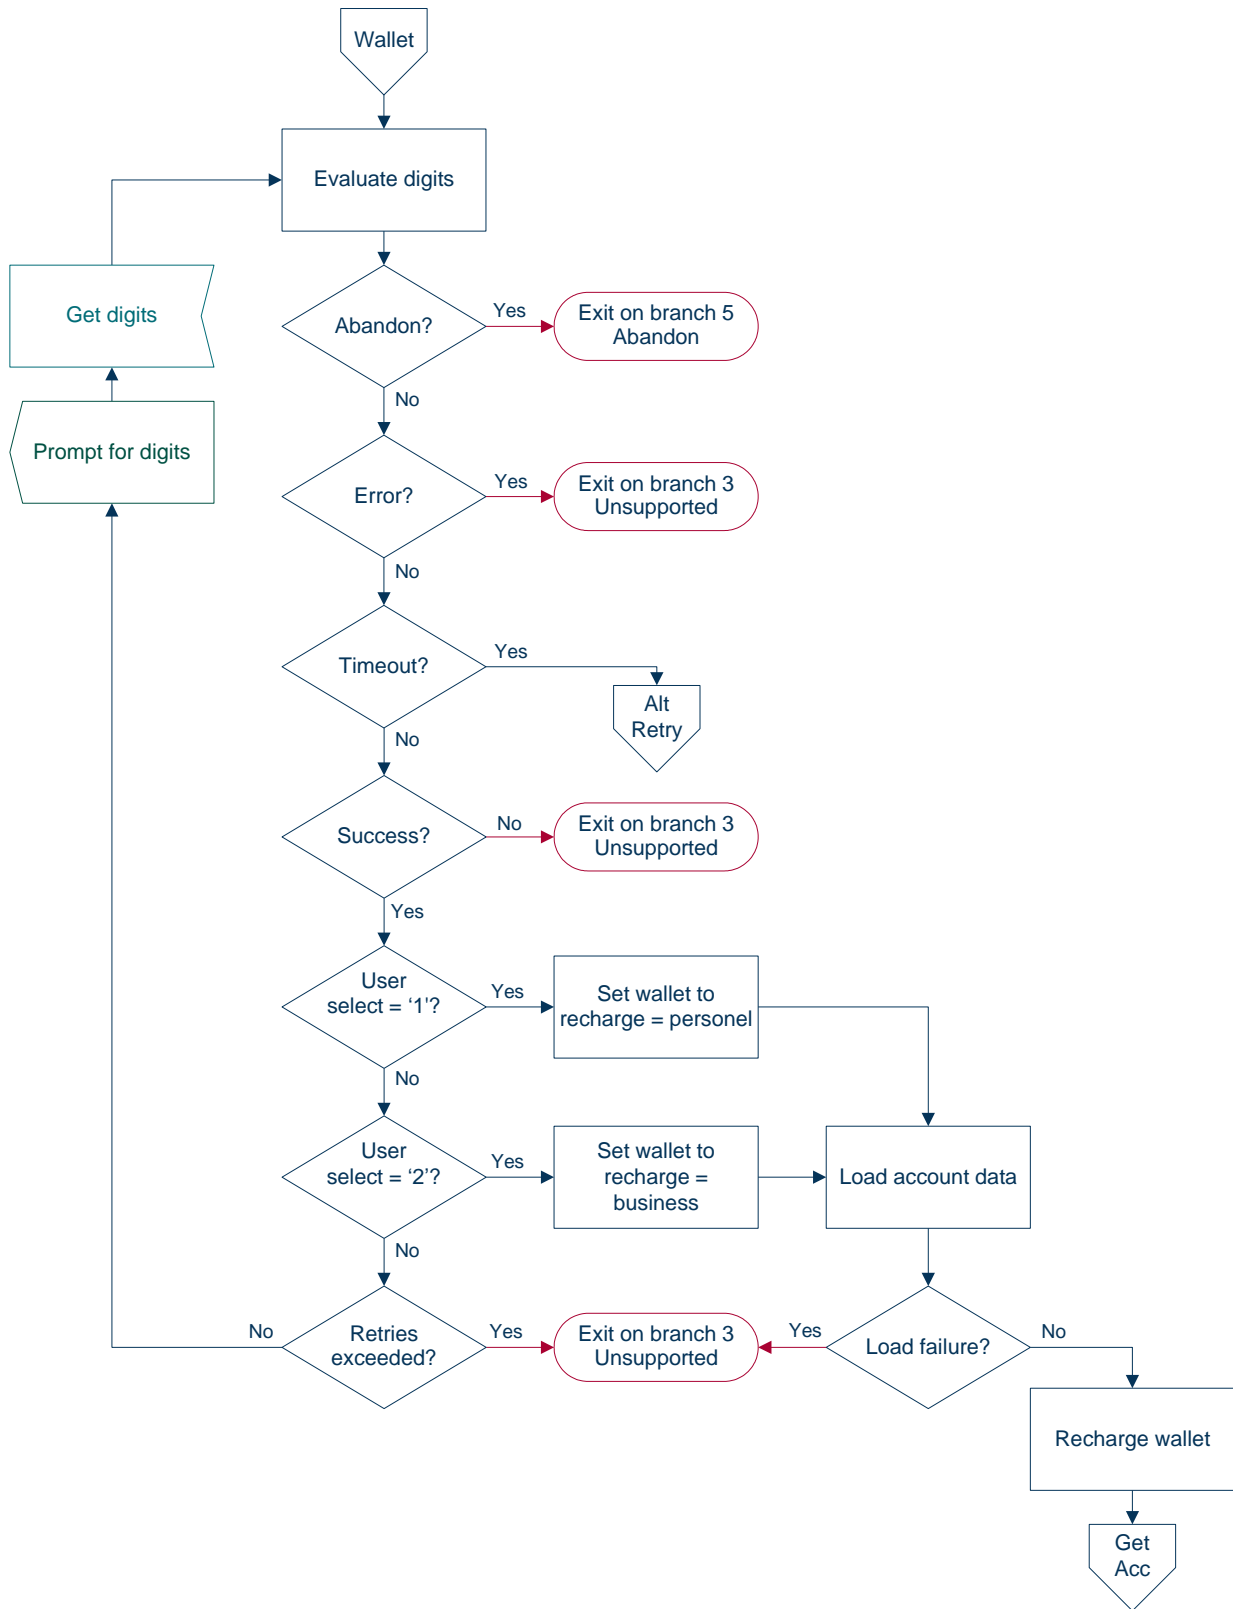 Wallet
Evaluate digits
Get digits
Abandon?
Yes
Exit on branch 5
Abandon
No
Prompt for digits
Error?
Yes
Exit on branch 3
Unsupported
No
Timeout?
Yes
Alt
Retry
No
Success?
No
Exit on branch 3
Unsupported
Yes
User
select = ‘1’?
Yes
Set wallet to
recharge = personel
No
User
select = ‘2’?
Yes
Set wallet to
recharge =
business
Load account data
No
No
Retries
exceeded?
Yes
Exit on branch 3
Unsupported
Yes
Load failure?
No
Recharge wallet
Get
Acc